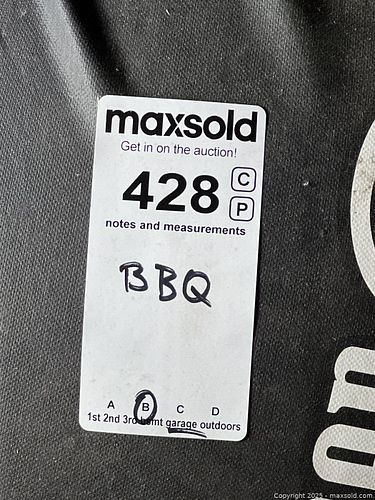 maxsold
Get in on the auction!
428 C
P
notes and measurements
BBQ
A B C D
1st 2nd 3rd bsmt garage outdoors
on
Copyright 2025 - maxsold.com